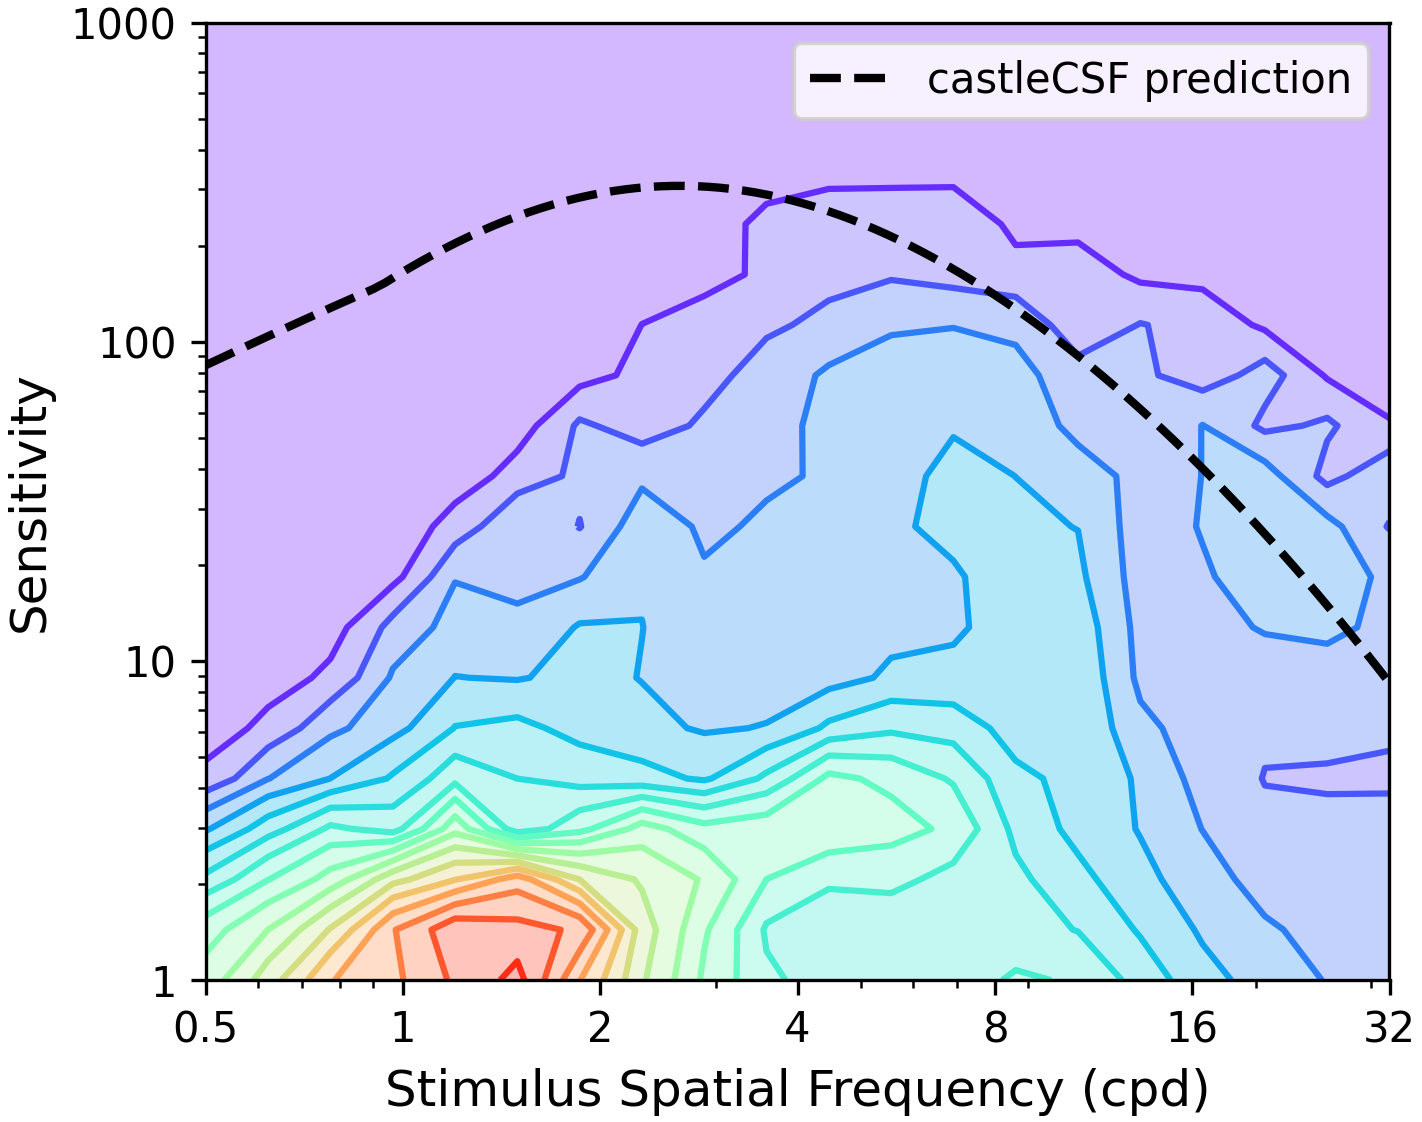 1000
100
10
1
Sensitivity
castleCSF prediction
0.5 1 2 4 8 16 32
Stimulus Spatial Frequency (cpd)